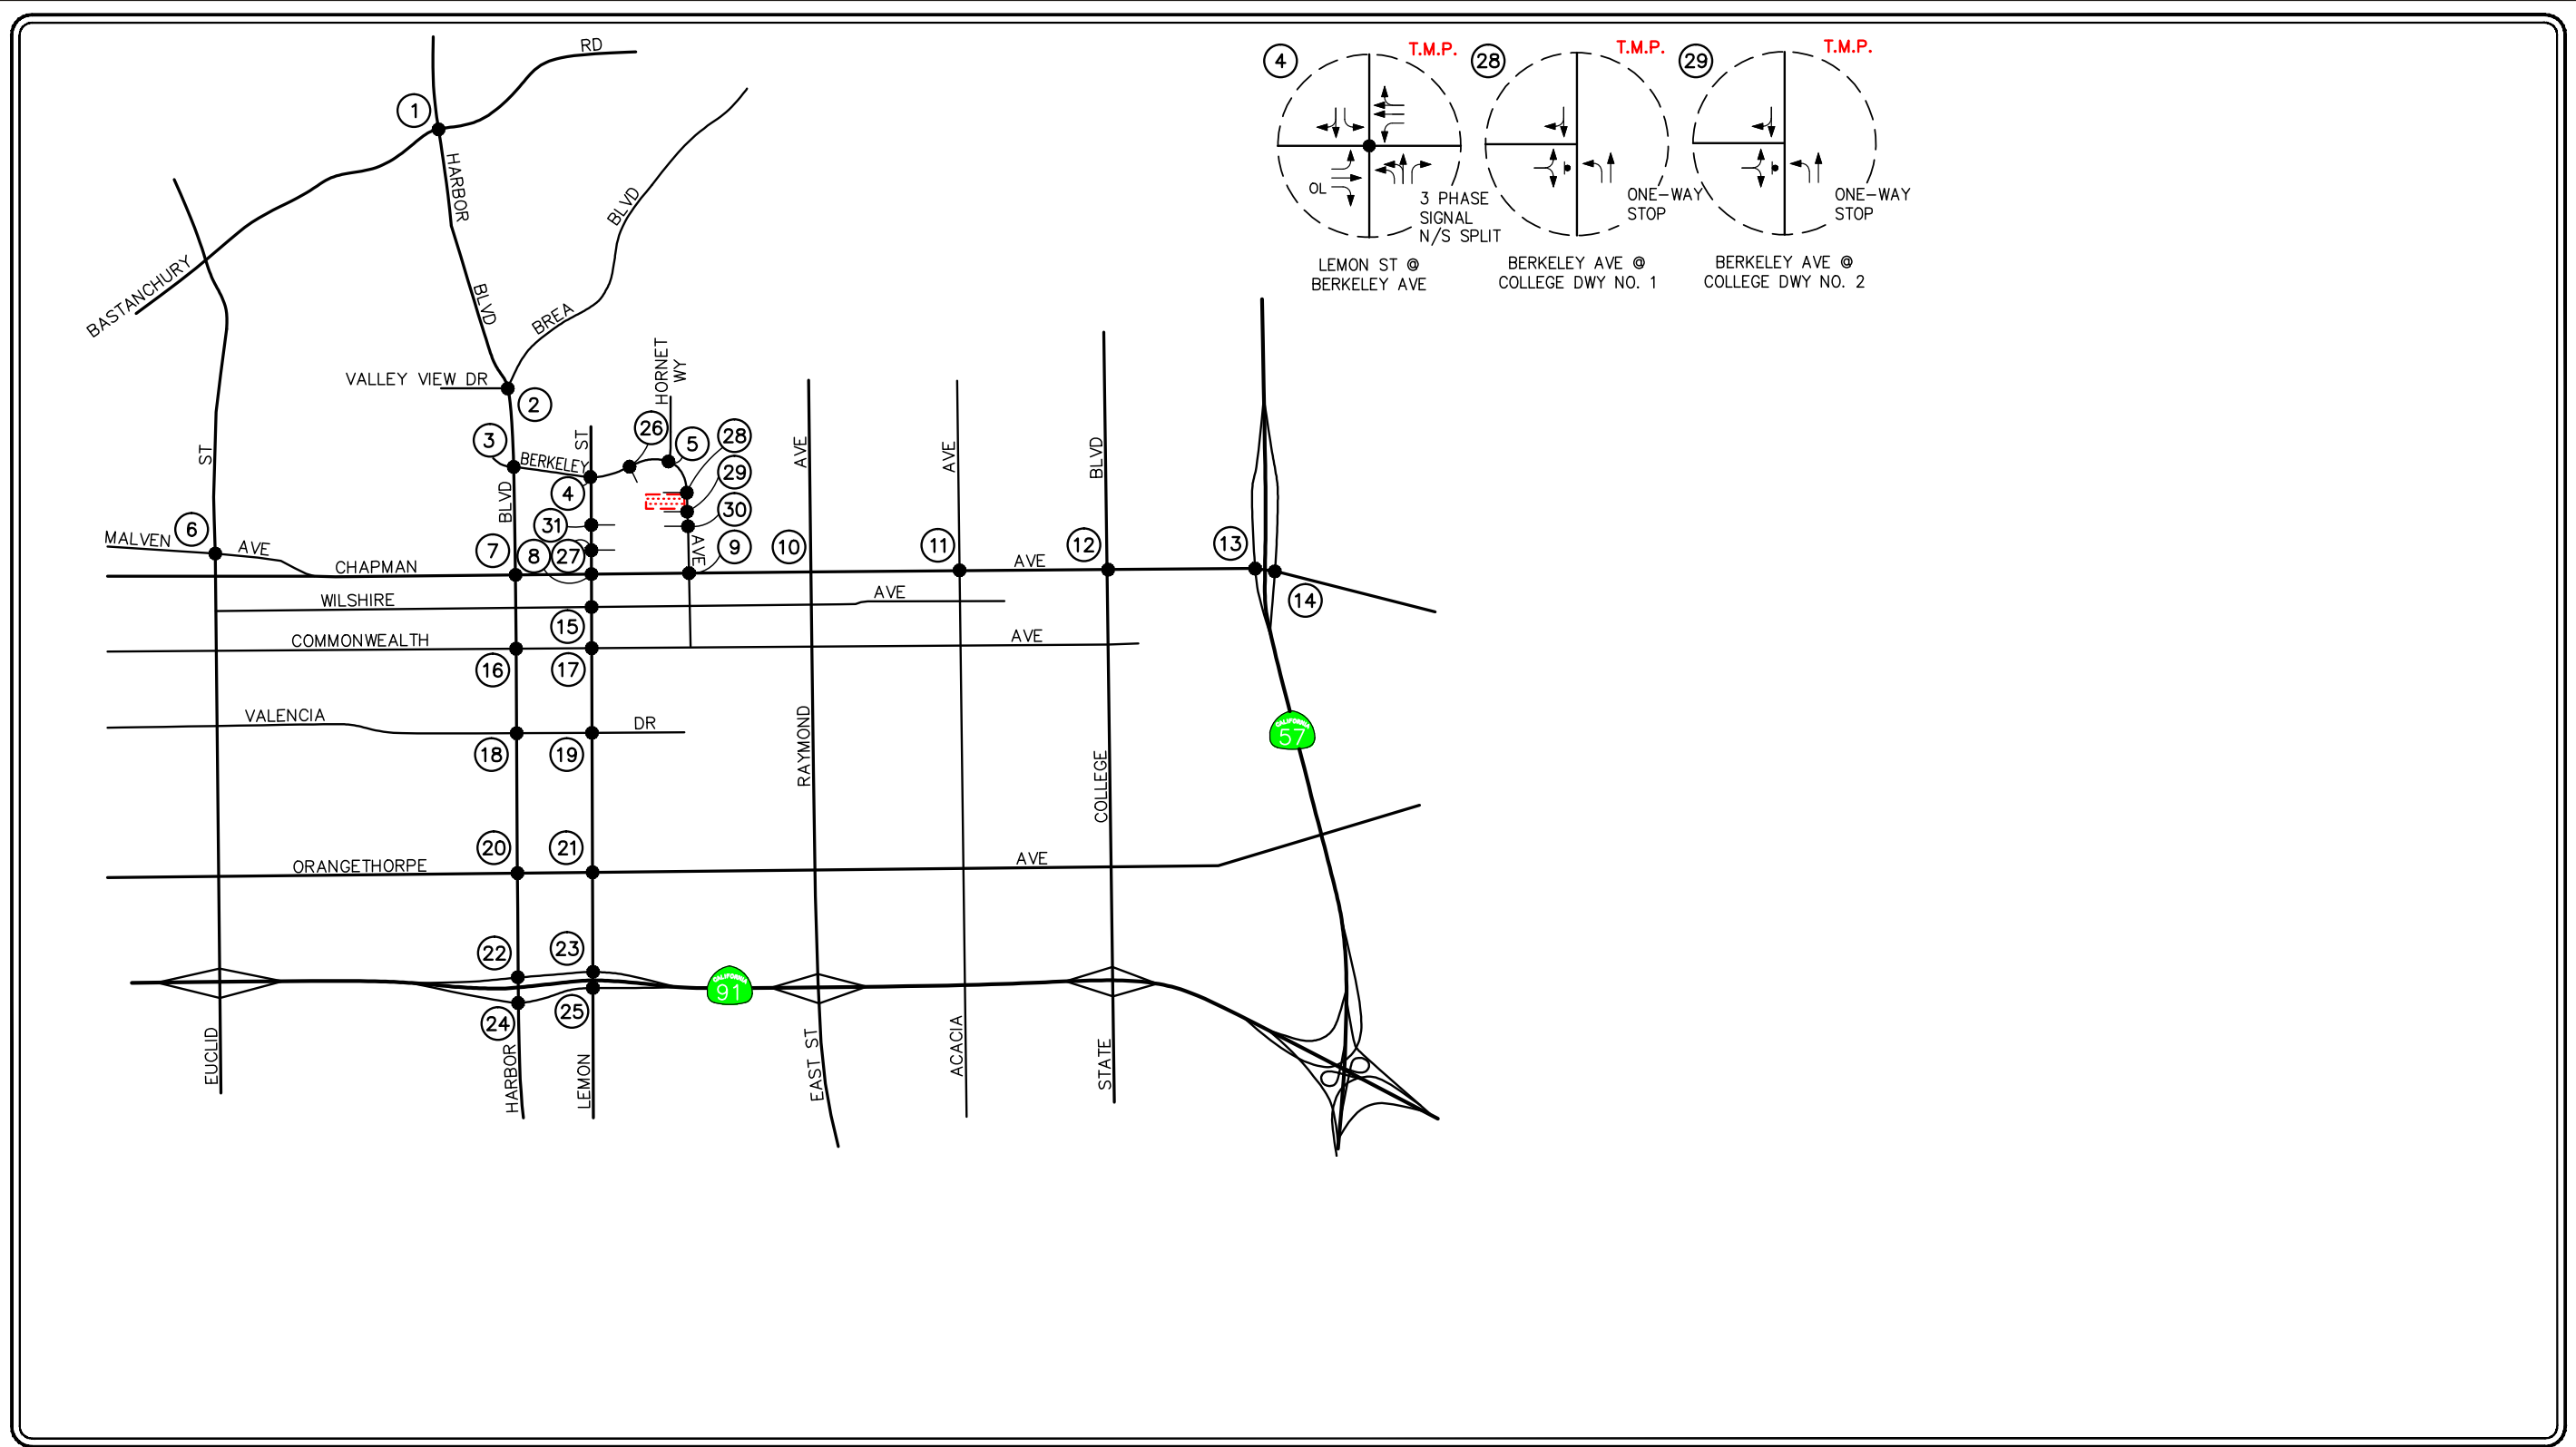 RD
4
T.M.P.
28
T.M.P.
29
T.M.P.
1
HARBOR
BLVD
OL
3 PHASE
SIGNAL
N/S SPLIT
ONE-WAY
STOP
ONE-WAY
STOP
LEMON ST @
BERKELEY AVE
BERKELEY AVE @
COLLEGE DWY NO. 1
BERKELEY AVE @
COLLEGE DWY NO. 2
BASTANCHURY
BLVD
BREA
HORNET
WY
VALLEY VIEW DR
2
3
ST
26
5
28
BERKELEY
29
4
BLVD
30
31
ST
AVE
AVE
BLVD
MALVEN
6
AVE
7
8
27
AVE
9
10
11
12
13
CHAPMAN
AVE
14
WILSHIRE
AVE
15
COMMONWEALTH
AVE
16
17
VALENCIA
DR
18
19
RAYMOND
COLLEGE
CALIFORNIA
57
20
21
ORANGETHORPE
AVE
22
23
CALIFORNIA
91
24
25
EUCLID
HARBOR
LEMON
EAST ST
ACACIA
STATE